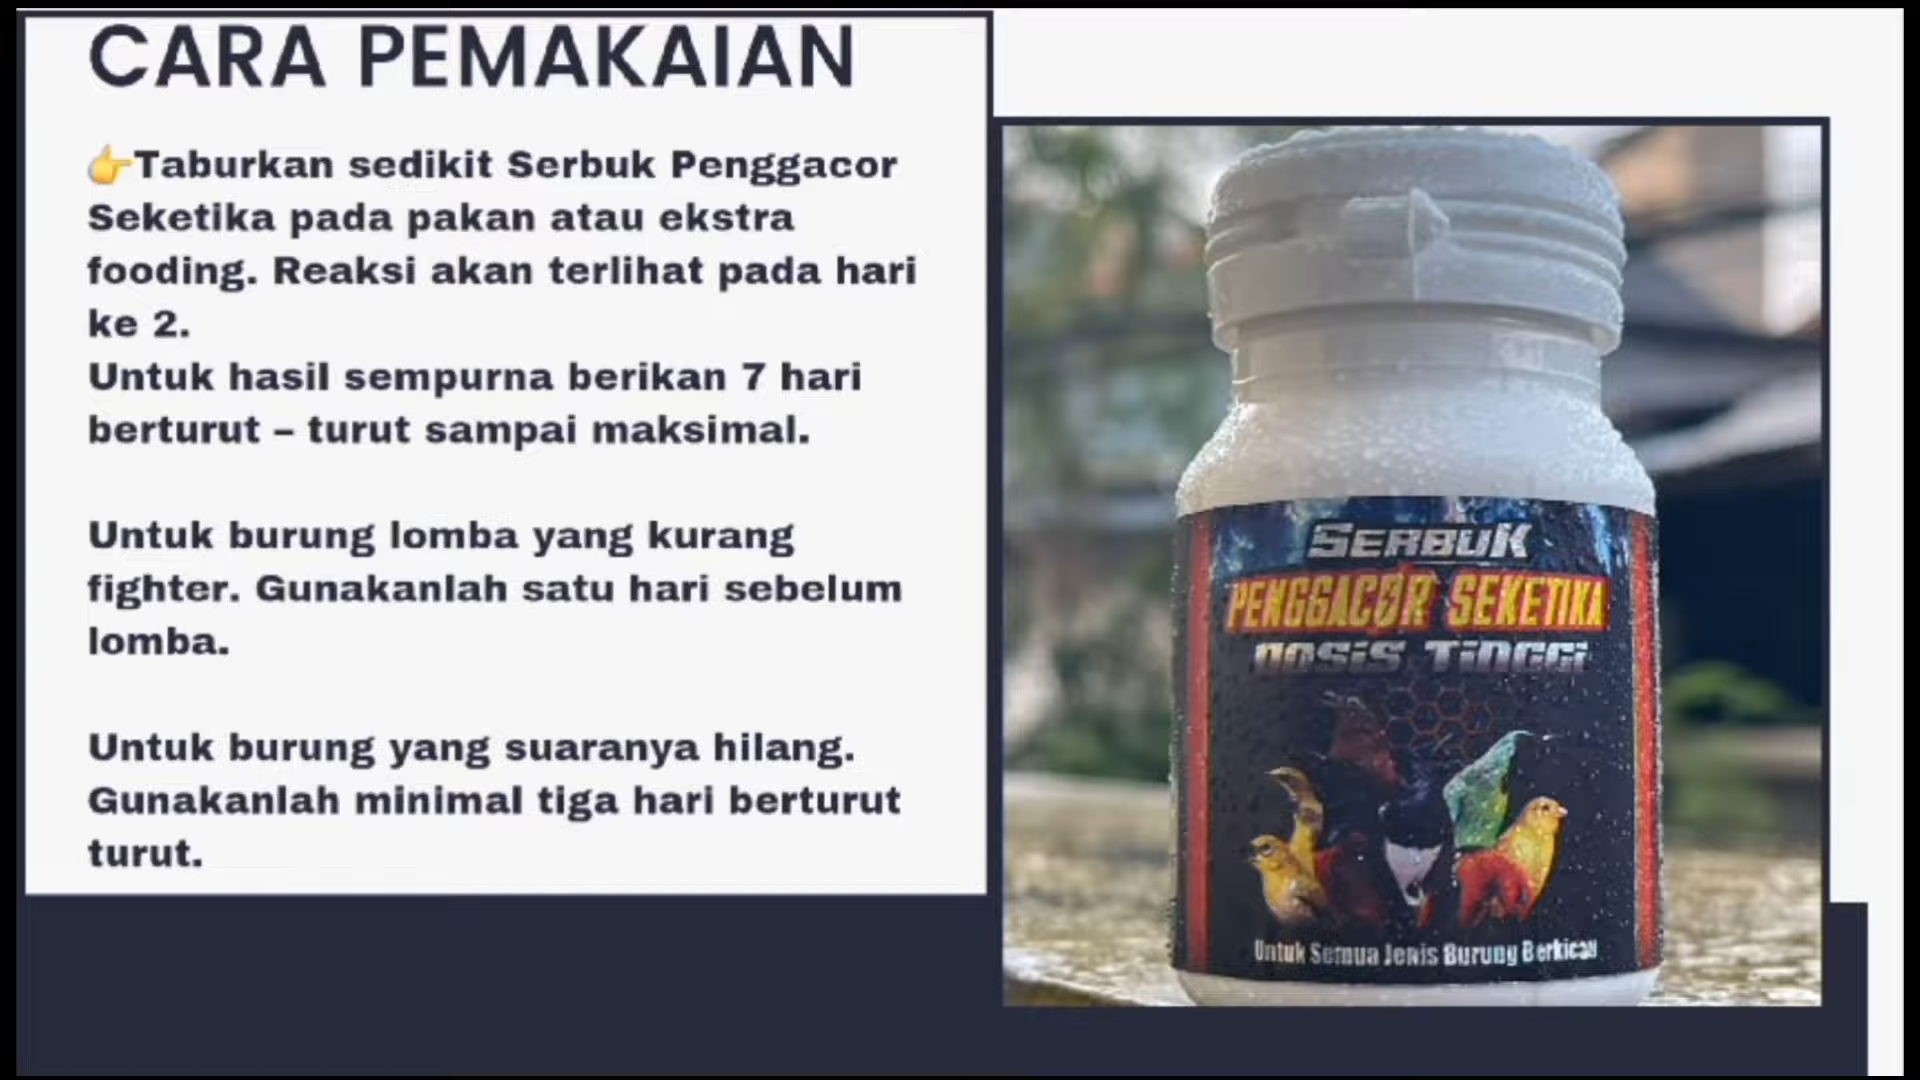 CARA PEMAKAIAN
👉Taburkan sedikit Serbuk Penggacor
Seketika pada pakan atau ekstra
fooding. Reaksi akan terlihat pada hari
ke 2.
Untuk hasil sempurna berikan 7 hari
berturut – turut sampai maksimal.
Untuk burung lomba yang kurang
fighter. Gunakanlah satu hari sebelum
lomba.
Untuk burung yang suaranya hilang.
Gunakanlah minimal tiga hari berturut
turut.
SERBUK
PENGGACOR SEKETIKA
DOSIS TINGGI
Untuk Semua Jenis Burung Berkicau